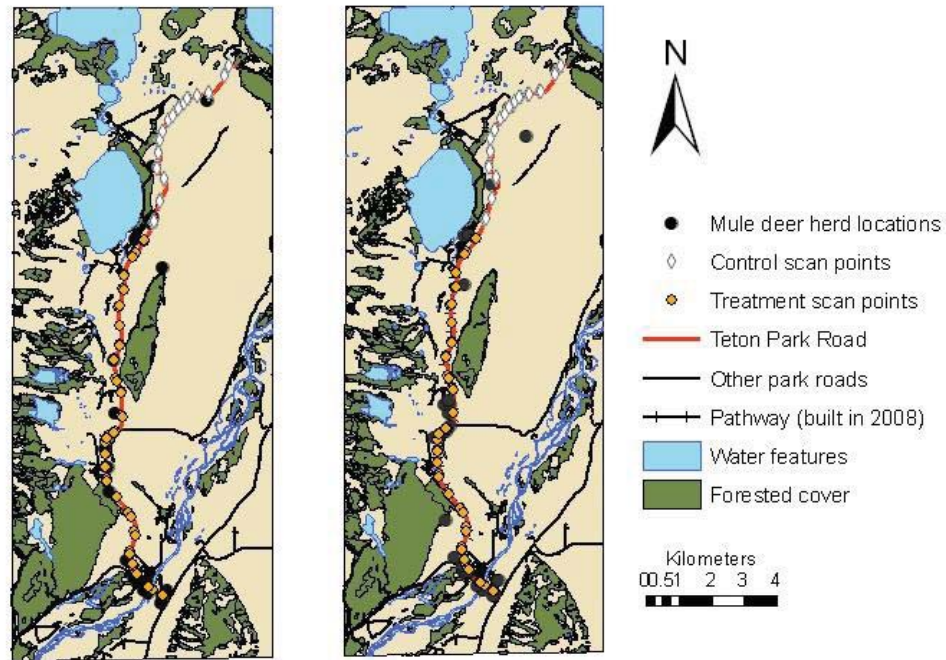 N
Mule deer herd locations
Control scan points
Treatment scan points
Teton Park Road
Other park roads
Pathway (built in 2008)
Water features
Forested cover
Kilometers
00.51 2 3 4